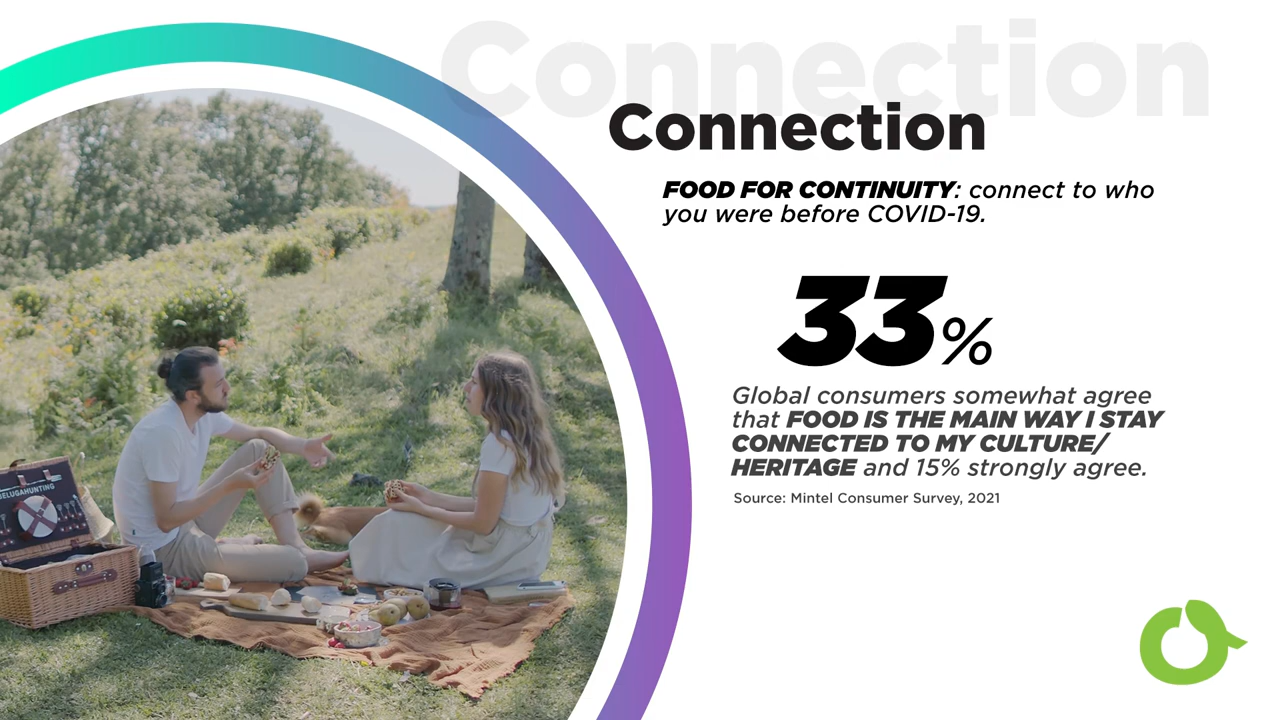 Connection
Connection
FOOD FOR CONTINUITY: connect to who
you were before COVID-19.
33%
Global consumers somewhat agree
that FOOD IS THE MAIN WAY I STAY
CONNECTED TO MY CULTURE/
HERITAGE and 15% strongly agree.
Source: Mintel Consumer Survey, 2021
ELUGAHUNTING